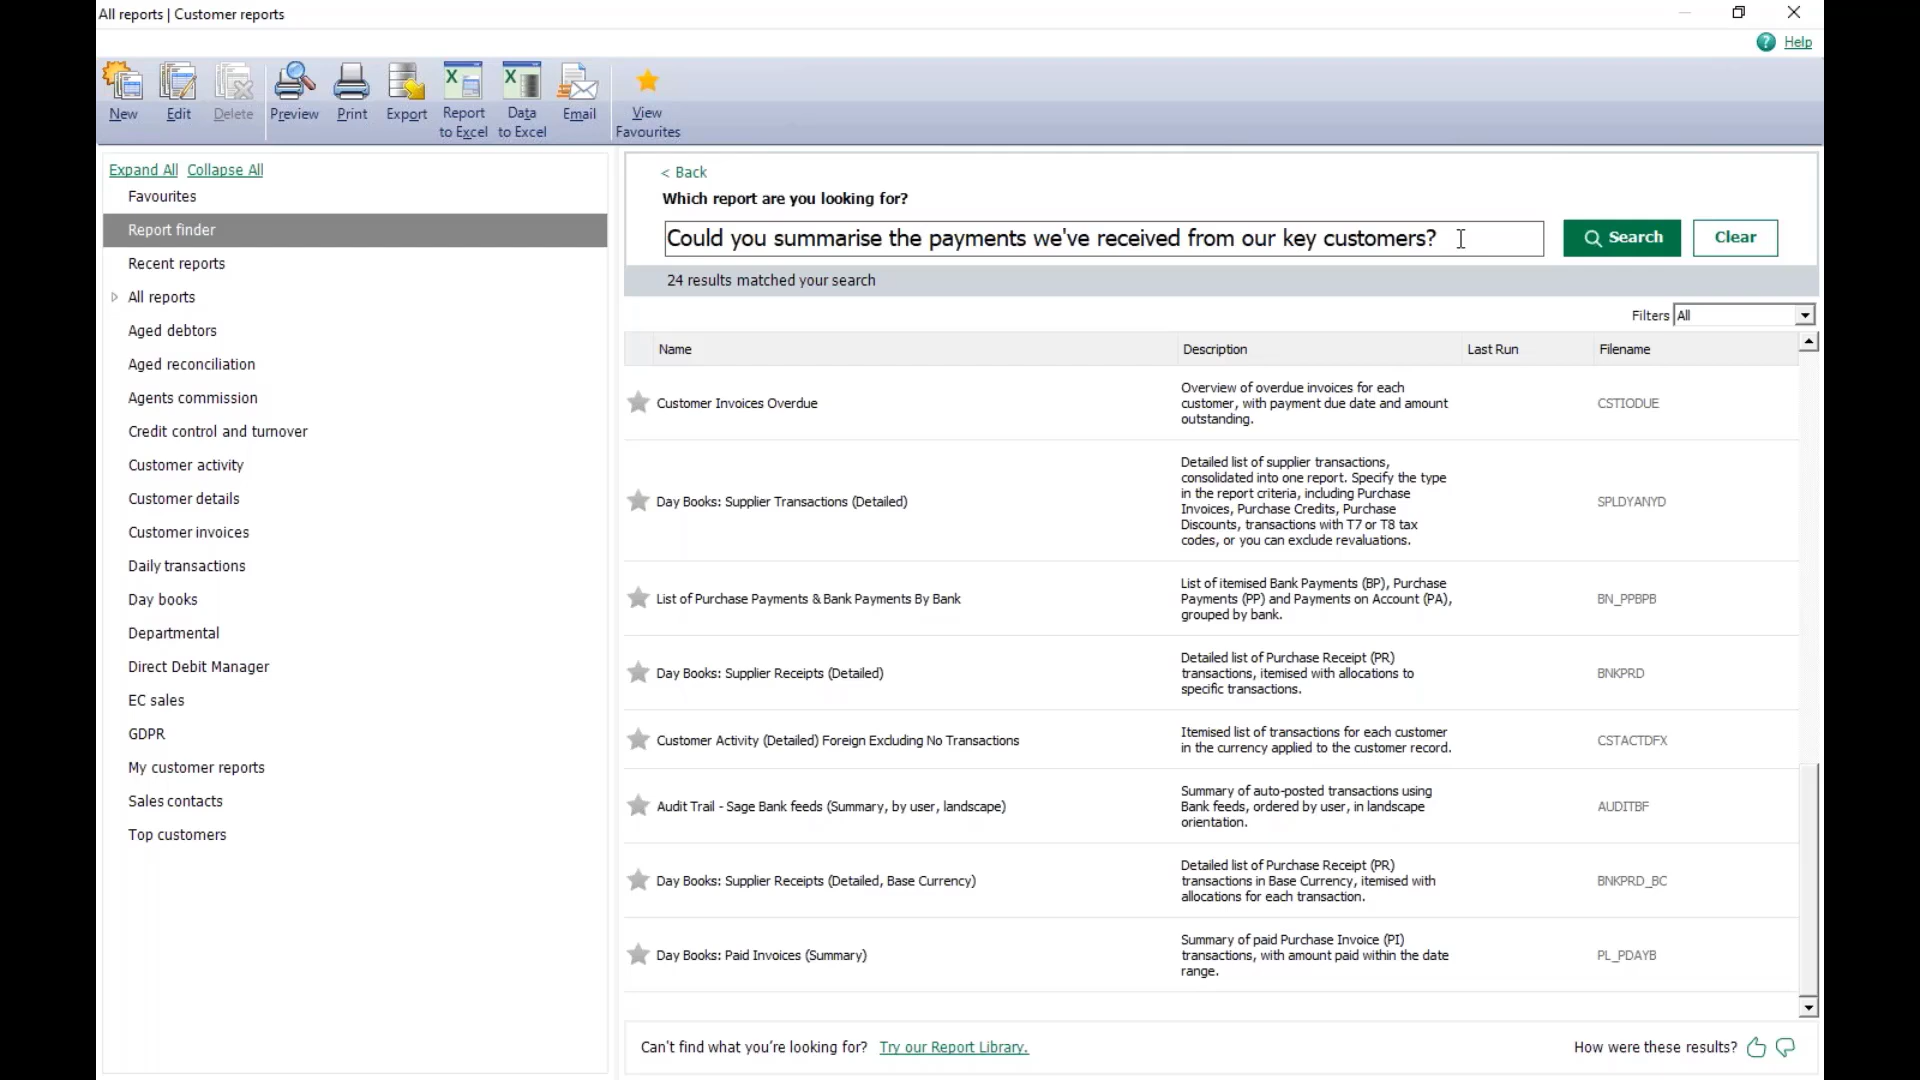 All reports | Customer reports
? Help
New Edit Delete Preview Print Export Report to Excel Data to Excel Email View Favourites
Expand All Collapse All
Favourites
Report finder
Recent reports
All reports
Aged debtors
Aged reconciliation
Agents commission
Credit control and turnover
Customer activity
Customer details
Customer invoices
Daily transactions
Day books
Departmental
Direct Debit Manager
EC sales
GDPR
My customer reports
Sales contacts
Top customers
< Back
Which report are you looking for?
Could you summarise the payments we've received from our key customers?
Search Clear
24 results matched your search
Filters All
Name Description Last Run Filename
Customer Invoices Overdue
Overview of overdue invoices for each
customer, with payment due date and amount
outstanding.
CSTIODUE
Day Books: Supplier Transactions (Detailed)
Detailed list of supplier transactions,
consolidated into one report. Specify the type
in the report criteria, including Purchase
Invoices, Purchase Credits, Purchase
Discounts, transactions with T7 or T8 tax
codes, or you can exclude revaluations.
SPLDYANYD
List of Purchase Payments & Bank Payments By Bank
List of itemised Bank Payments (BP), Purchase
Payments (PP) and Payments on Account (PA),
grouped by bank.
BN_PPBPB
Day Books: Supplier Receipts (Detailed)
Detailed list of Purchase Receipt (PR)
transactions, itemised with allocations to
specific transactions.
BNKPRD
Customer Activity (Detailed) Foreign Excluding No Transactions
Itemised list of transactions for each customer
in the currency applied to the customer record.
CSTACTDFX
Audit Trail - Sage Bank feeds (Summary, by user, landscape)
Summary of auto-posted transactions using
Bank feeds, ordered by user, in landscape
orientation.
AUDITBF
Day Books: Supplier Receipts (Detailed, Base Currency)
Detailed list of Purchase Receipt (PR)
transactions in Base Currency, itemised with
allocations for each transaction.
BNKPRD_BC
Day Books: Paid Invoices (Summary)
Summary of paid Purchase Invoice (PI)
transactions, with amount paid within the date
range.
PL_PDAYB
Can't find what you're looking for? Try our Report Library.
How were these results?